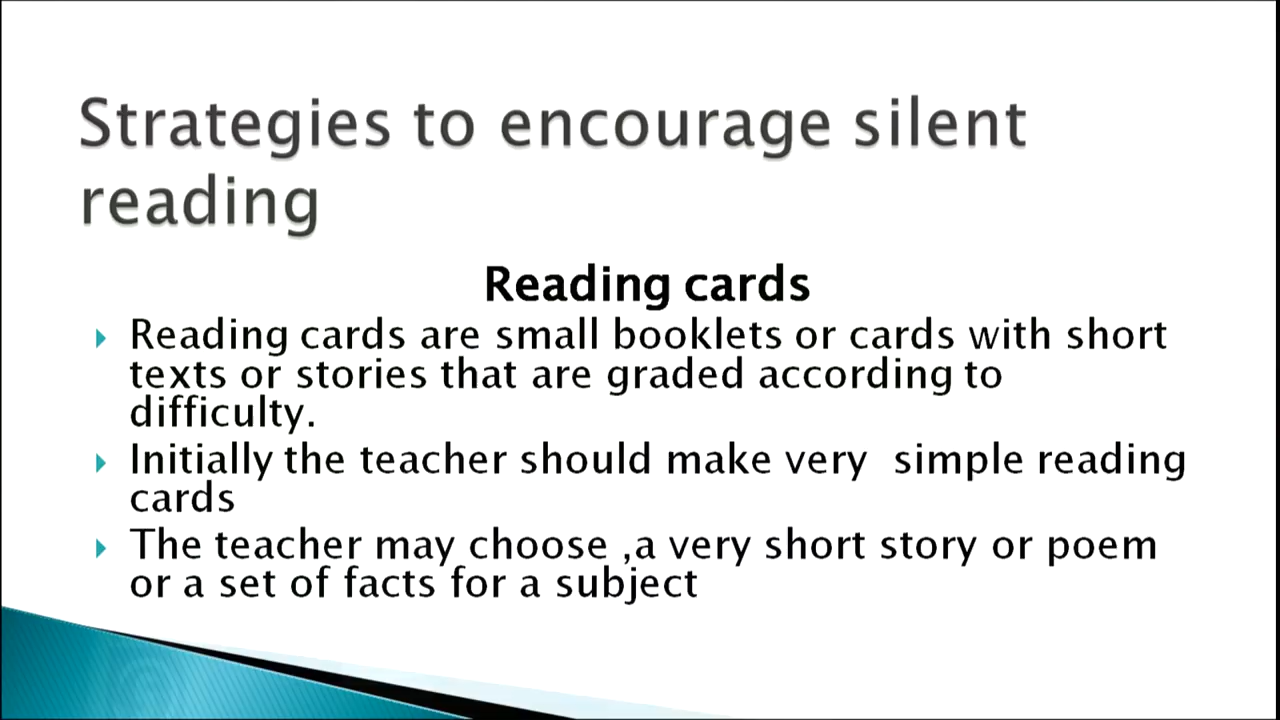 Strategies to encourage silent
reading
Reading cards
Reading cards are small booklets or cards with short
texts or stories that are graded according to
difficulty.
Initially the teacher should make very  simple reading
cards
The teacher may choose ,a very short story or poem
or a set of facts for a subject